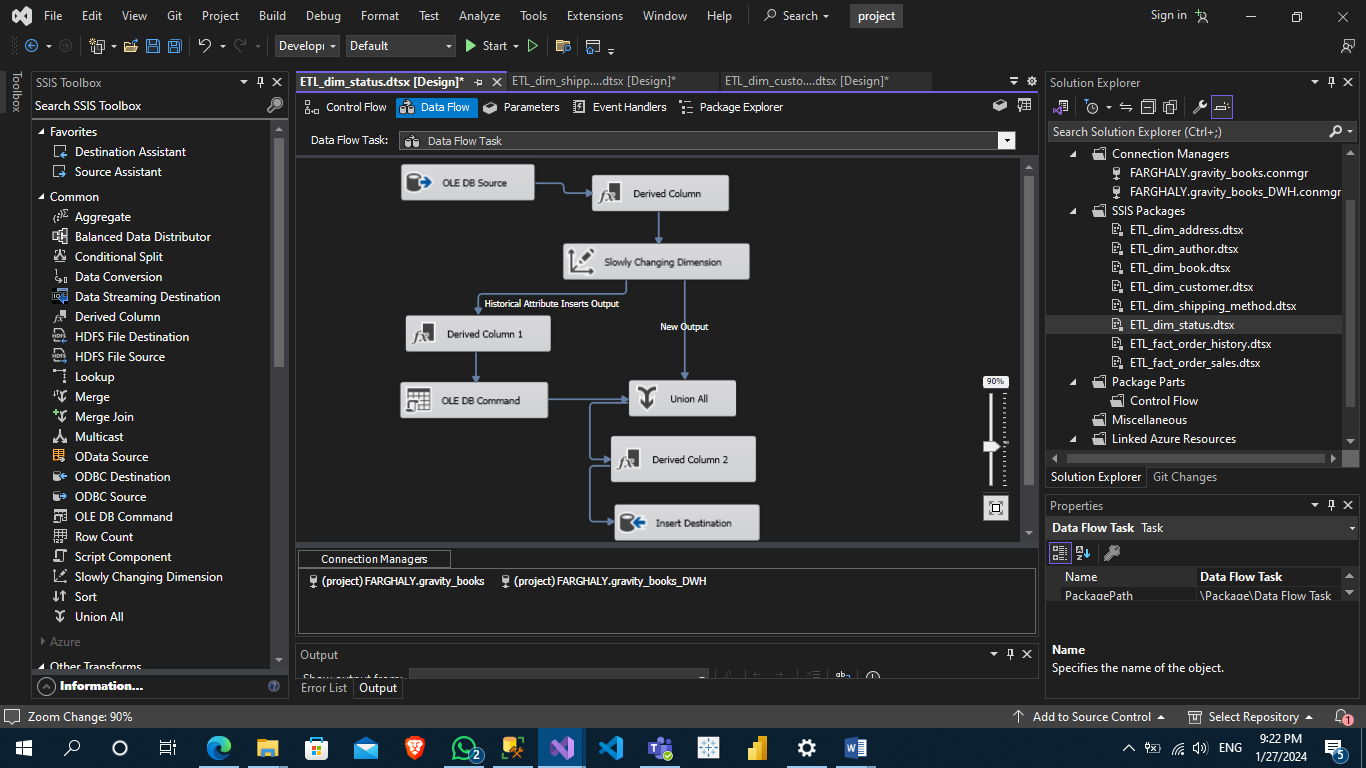 File Edit View Git Project Build Debug Format Test Analyze Tools Extensions Window Help Search project Sign in
Develop Default Start
Toolbox
SSIS Toolbox
Search SSIS Toolbox
Favorites
Destination Assistant
Source Assistant
Common
Aggregate
Balanced Data Distributor
Conditional Split
Data Conversion
Data Streaming Destination
Derived Column
HDFS File Destination
HDFS File Source
Lookup
Merge
Merge Join
Multicast
OData Source
ODBC Destination
ODBC Source
OLE DB Command
Row Count
Script Component
Slowly Changing Dimension
Sort
Union All
Azure
Other Transforms
Information...
ETL_dim_status.dtsx [Design]* ETL_dim_shipp....dtsx [Design]* ETL_dim_custo....dtsx [Design]*
Control Flow Data Flow Parameters Event Handlers Package Explorer
Data Flow Task: Data Flow Task
OLE DB Source
Derived Column
Slowly Changing Dimension
Historical Attribute Inserts Output
New Output
Derived Column 1
OLE DB Command
Union All
Derived Column 2
Insert Destination
90%
Connection Managers
(project) FARGHALY.gravity_books (project) FARGHALY.gravity_books_DWH
Output
Show output from:
Error List Output
Solution Explorer
Search Solution Explorer (Ctrl+;)
Connection Managers
FARGHALY.gravity_books.conmgr
FARGHALY.gravity_books_DWH.conmgr
SSIS Packages
ETL_dim_address.dtsx
ETL_dim_author.dtsx
ETL_dim_book.dtsx
ETL_dim_customer.dtsx
ETL_dim_shipping_method.dtsx
ETL_dim_status.dtsx
ETL_fact_order_history.dtsx
ETL_fact_order_sales.dtsx
Package Parts
Control Flow
Miscellaneous
Linked Azure Resources
Solution Explorer Git Changes
Properties
Data Flow Task Task
Name Data Flow Task
PackagePath \Package\Data Flow Task
Name
Specifies the name of the object.
Zoom Change: 90% Add to Source Control Select Repository 1
2 ENG 9:22 PM
1/27/2024 5